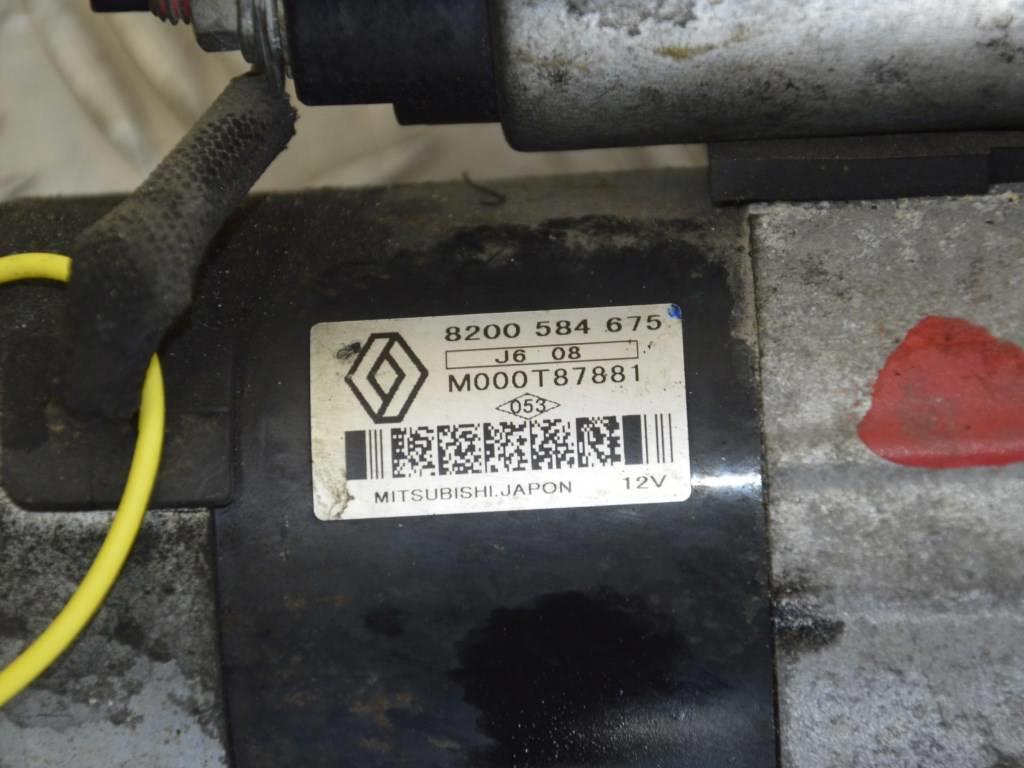 8200 584 675
J6 08
M000T87881
053
MITSUBISHI.JAPON 12V